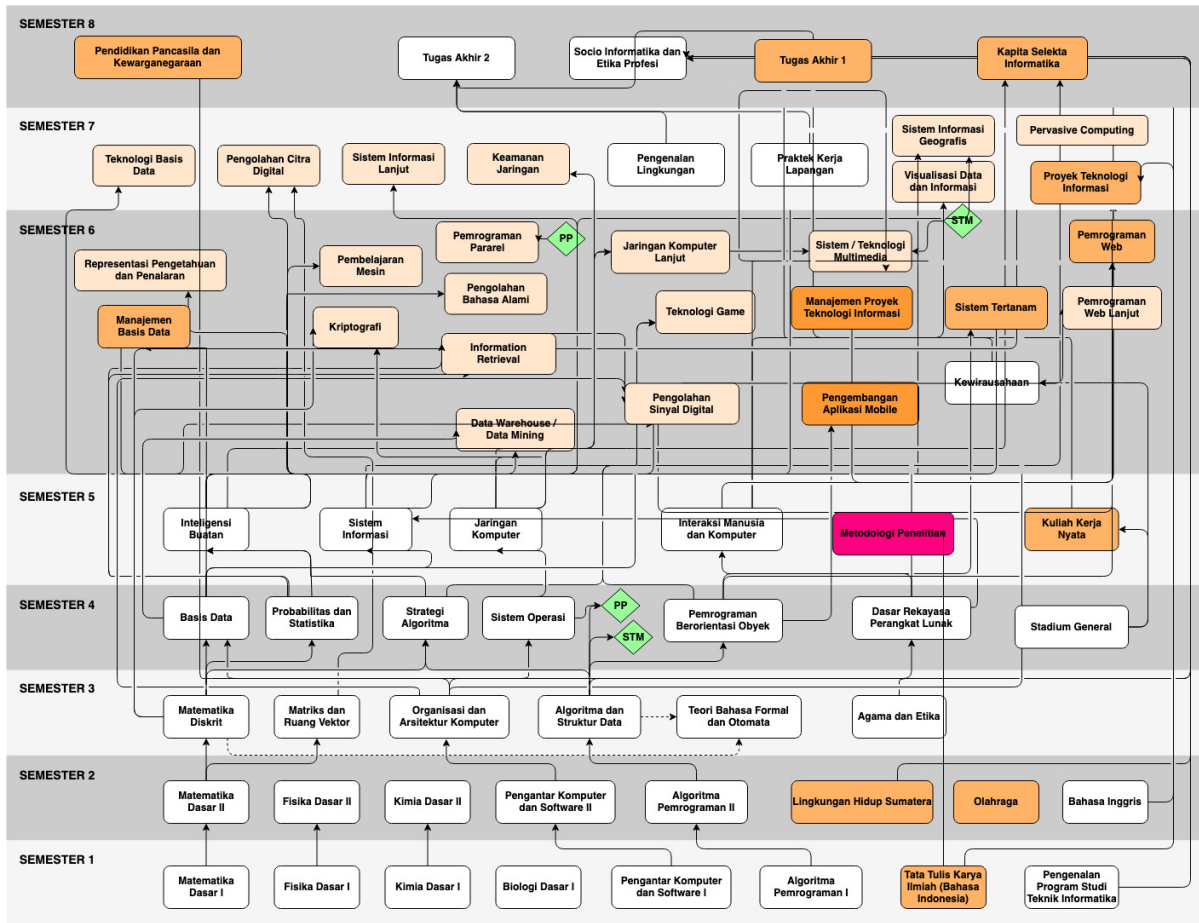 SEMESTER 8
Pendidikan Pancasila dan
Kewarganegaraan
Tugas Akhir 2
Socio Informatika dan
Etika Profesi
Tugas Akhir 1
Kapita Selekta
Informatika
SEMESTER 7
Teknologi Basis
Data
Pengolahan Citra
Digital
Sistem Informasi
Lanjut
Keamanan
Jaringan
Pengenalan
Lingkungan
Praktek Kerja
Lapangan
Sistem Informasi
Geografis
Visualisasi Data
dan Informasi
Pervasive Computing
Proyek Teknologi
Informasi
SEMESTER 6
Representasi Pengetahuan
dan Penalaran
Pembelajaran
Mesin
Pemrograman
Pararel
PP
Jaringan Komputer
Lanjut
Sistem / Teknologi
Multimedia
STM
Pemrograman
Web
Manajemen
Basis Data
Kriptografi
Pengolahan
Bahasa Alami
Teknologi Game
Manajemen Proyek
Teknologi Informasi
Sistem Tertanam
Pemrograman
Web Lanjut
Information
Retrieval
Kewirausahaan
Data Warehouse /
Data Mining
Pengolahan
Sinyal Digital
Pengembangan
Aplikasi Mobile
SEMESTER 5
Inteligensi
Buatan
Sistem
Informasi
Jaringan
Komputer
Interaksi Manusia
dan Komputer
Metodologi Penelitian
Kuliah Kerja
Nyata
SEMESTER 4
Basis Data
Probabilitas dan
Statistika
Strategi
Algoritma
Sistem Operasi
PP
STM
Pemrograman
Berorientasi Obyek
Dasar Rekayasa
Perangkat Lunak
Stadium General
SEMESTER 3
Matematika
Diskrit
Matriks dan
Ruang Vektor
Organisasi dan
Arsitektur Komputer
Algoritma dan
Struktur Data
Teori Bahasa Formal
dan Otomata
Agama dan Etika
SEMESTER 2
Matematika
Dasar II
Fisika Dasar II
Kimia Dasar II
Pengantar Komputer
dan Software II
Algoritma
Pemrograman II
Lingkungan Hidup Sumatera
Olahraga
Bahasa Inggris
SEMESTER 1
Matematika
Dasar I
Fisika Dasar I
Kimia Dasar I
Biologi Dasar I
Pengantar Komputer
dan Software I
Algoritma
Pemrograman I
Tata Tulis Karya
Ilmiah (Bahasa
Indonesia)
Pengenalan
Program Studi
Teknik Informatika